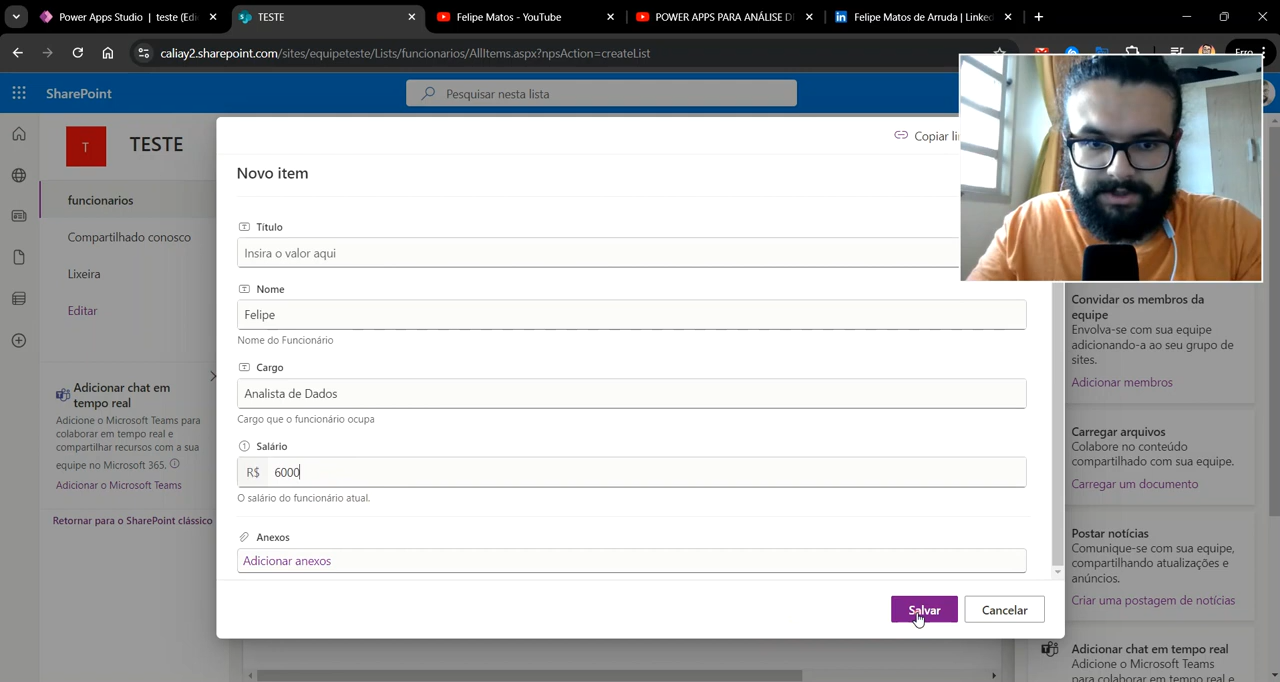 Power Apps Studio | teste (Edi
TESTE
Felipe Matos - YouTube
POWER APPS PARA ANÁLISE DE
Felipe Matos de Arruda | Linked
caliay2.sharepoint.com/sites/equipeteste/Lists/funcionarios/AllItems.aspx?npsAction=createList
Erro
SharePoint
Pesquisar nesta lista
T
TESTE
funcionarios
Compartilhado conosco
Lixeira
Editar
Adicionar chat em
tempo real
Adicione o Microsoft Teams para
colaborar em tempo real e
compartilhar recursos com a sua
equipe no Microsoft 365.
Adicionar o Microsoft Teams
Retornar para o SharePoint clássico
Copiar li
Novo item
Título
Insira o valor aqui
Nome
Felipe
Nome do Funcionário
Cargo
Analista de Dados
Cargo que o funcionário ocupa
Salário
R$ 6000
O salário do funcionário atual.
Anexos
Adicionar anexos
Salvar
Cancelar
Convidar os membros da
equipe
Envolva-se com sua equipe
adicionando-a ao seu grupo de
sites.
Adicionar membros
Carregar arquivos
Colabore no conteúdo
compartilhado com sua equipe.
Carregar um documento
Postar notícias
Comunique-se com sua equipe,
compartilhando atualizações e
anúncios.
Criar uma postagem de notícias
Adicionar chat em tempo real
Adicione o Microsoft Teams
para colaborar em tempo real e